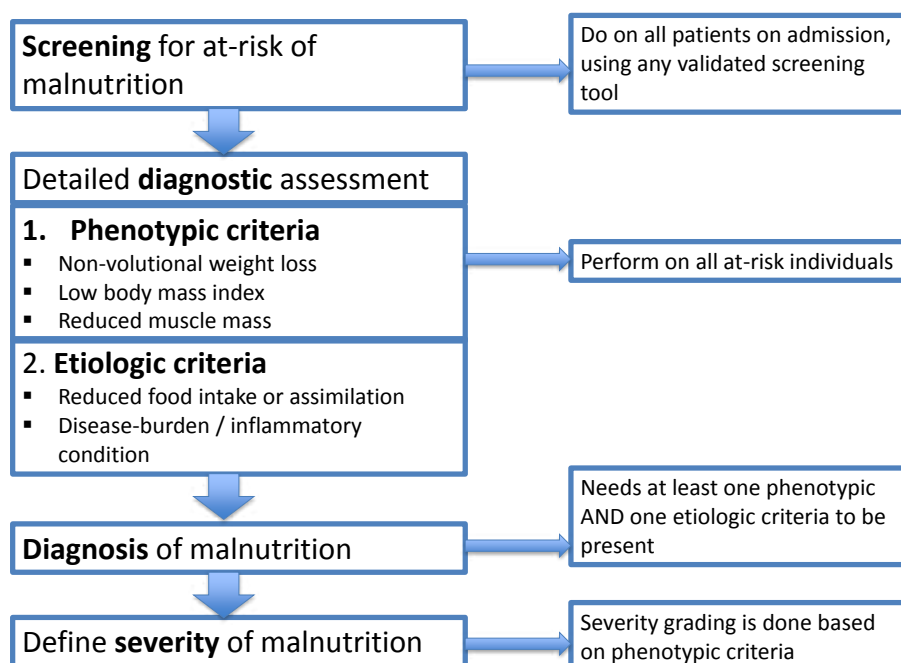 Screening for at-risk of
malnutrition
Do on all patients on admission,
using any validated screening
tool
Detailed diagnostic assessment
1. Phenotypic criteria
▪ Non-volutional weight loss
▪ Low body mass index
▪ Reduced muscle mass
Perform on all at-risk individuals
2. Etiologic criteria
▪ Reduced food intake or assimilation
▪ Disease-burden / inflammatory
condition
Diagnosis of malnutrition
Needs at least one phenotypic
AND one etiologic criteria to be
present
Define severity of malnutrition
Severity grading is done based
on phenotypic criteria